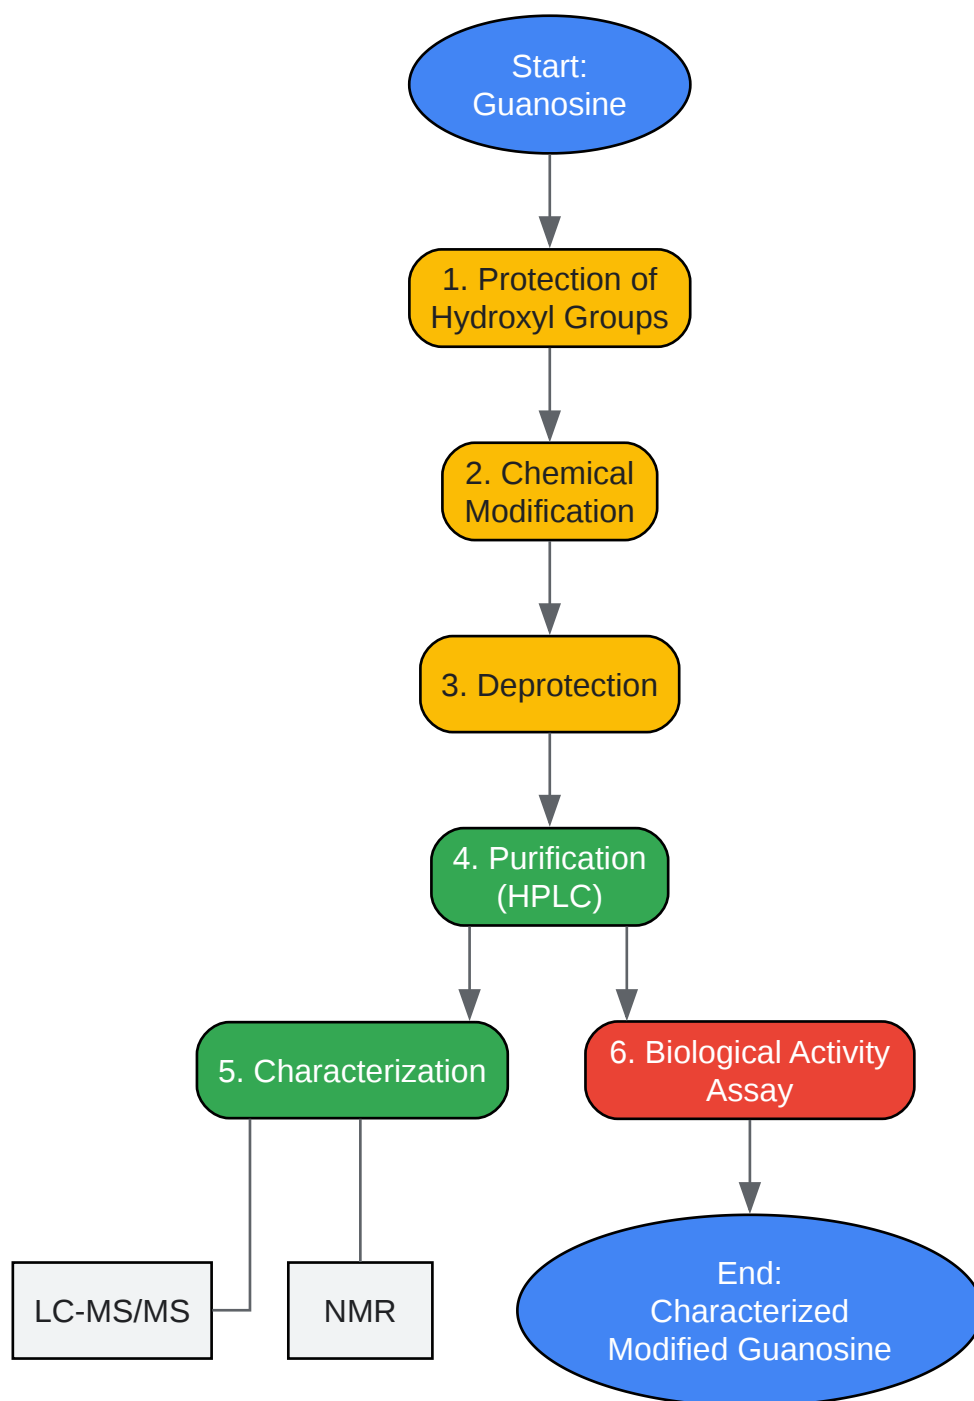 Start:
Guanosine
1. Protection of
Hydroxyl Groups
2. Chemical
Modification
3. Deprotection
4. Purification
(HPLC)
5. Characterization
6. Biological Activity
Assay
LC-MS/MS
NMR
End:
Characterized
Modified Guanosine